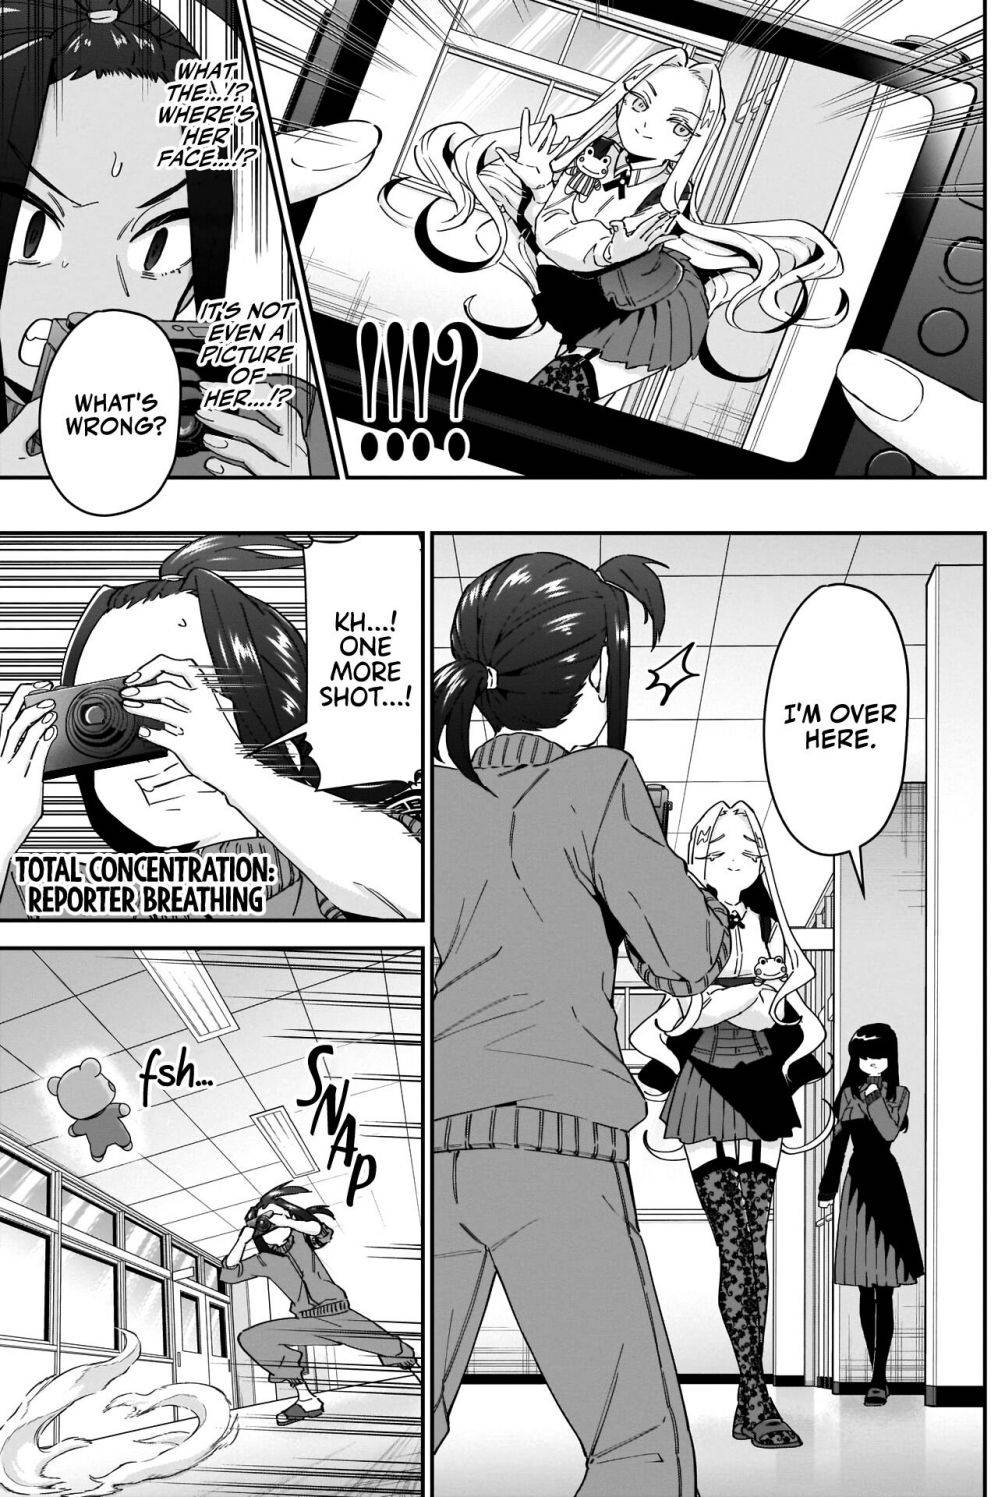 !!!!?
WHAT
THE...!?
WHERE'S
HER
FACE...!?
IT'S NOT
EVEN A
PICTURE
OF
HER...!?
WHAT'S
WRONG?
I'M OVER
HERE.
KH...!
ONE
MORE
SHOT...!
TOTAL CONCENTRATION:
REPORTER BREATHING
SNAP
fsh...